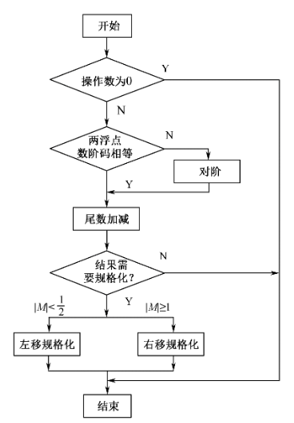 开始
操作数为0
Y
N
两浮点
数阶码相等
N
对阶
Y
尾数加减
结果需
要规格化?
N
Y
|M|<1/2
|M|≥1
左移规格化
右移规格化
结束